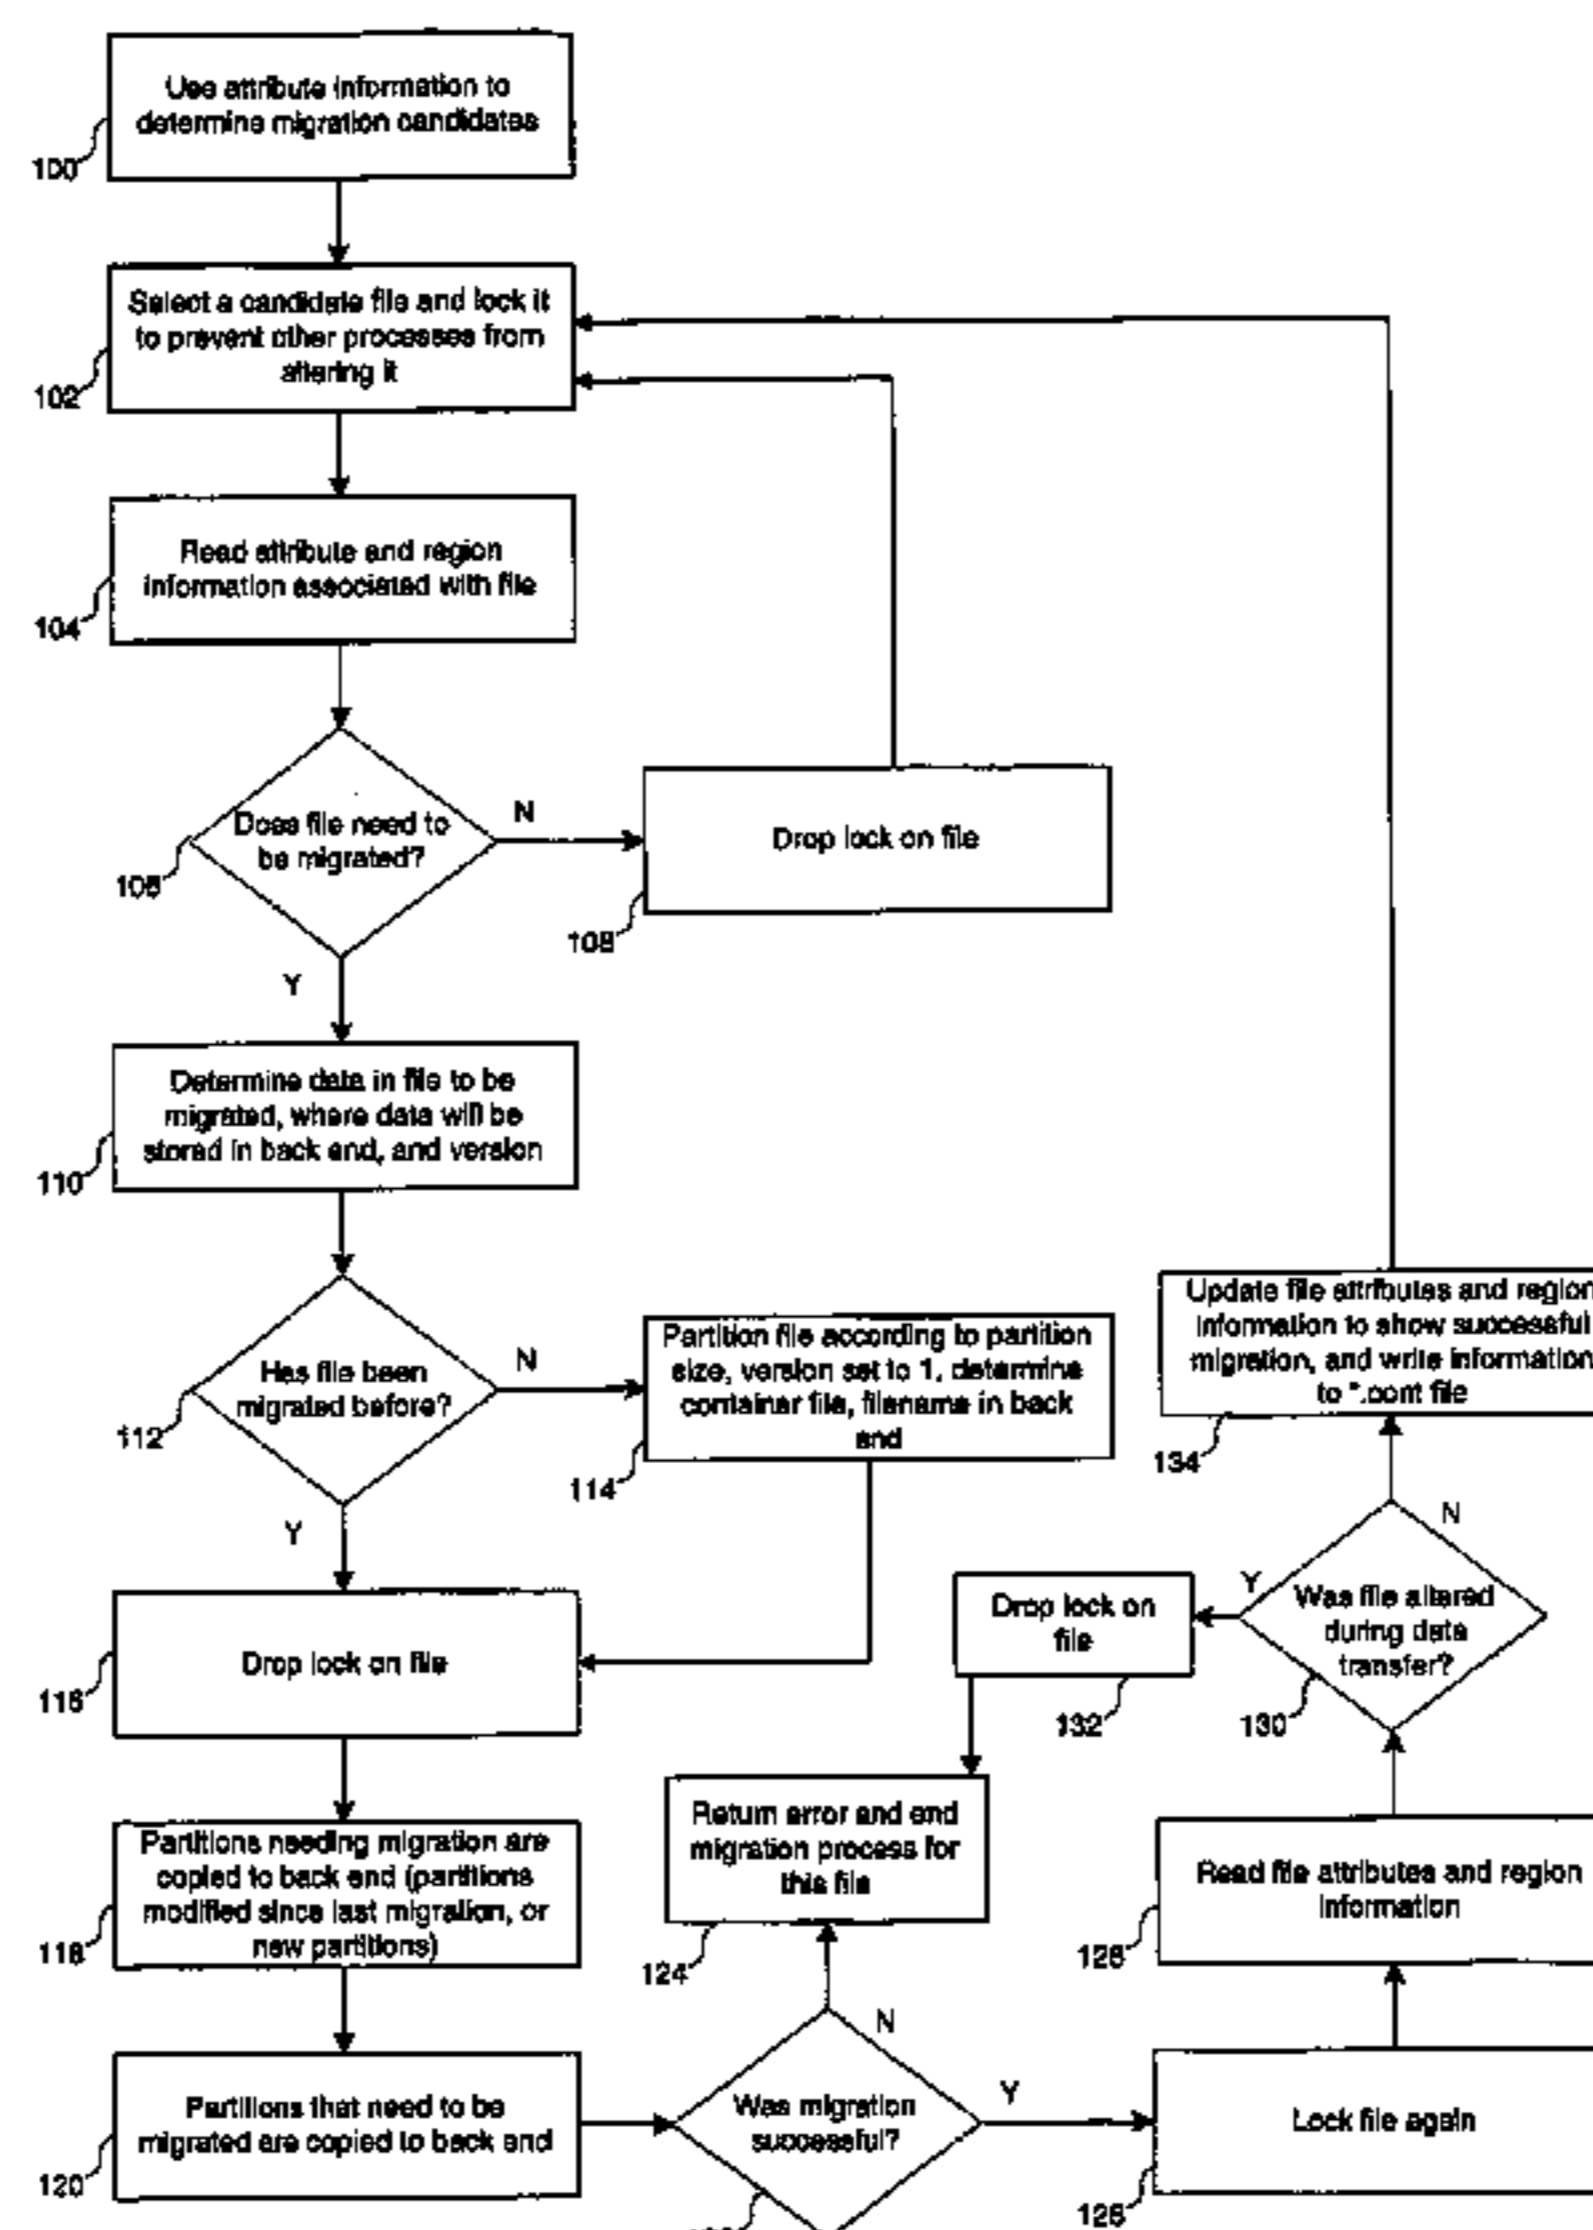 Use attribute information to
determine migration candidates
100
Select a candidate file and lock it
to prevent other processes from
altering it
102
Read attribute and region
information associated with file
104
Does file need to
be migrated?
106
N
Drop lock on file
108
Y
Determine data in file to be
migrated, where data will be
stored in back end, and version
110
Has file been
migrated before?
112
N
Partition file according to partition
size, version set to 1, determine
container file, filename in back
end
114
Y
Drop lock on file
116
Partitions needing migration are
copied to back end (partitions
modified since last migration, or
new partitions)
118
Partitions that need to be
migrated are copied to back end
120
Was migration
successful?
N
Return error and end
migration process for
this file
124
Y
Lock file again
126
Read file attributes and region
information
128
Was file altered
during data
transfer?
130
Y
Drop lock on
file
132
N
Update file attributes and region
information to show successful
migration, and write information
to *.cont file
134